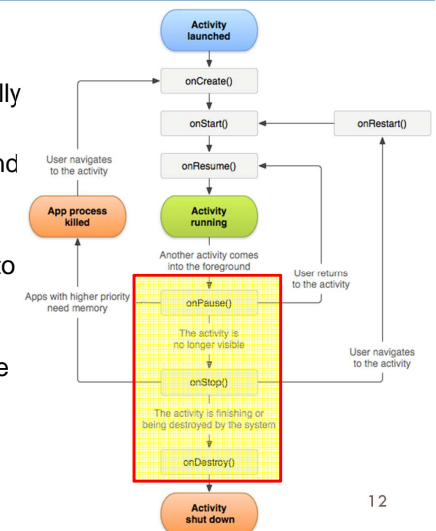 Activity
launched
onCreate()
lly
onStart()
onRestart()
nd
User navigates
to the activity
onResume()
App process
killed
Activity
running
to
Another activity comes
into the foreground
User returns
to the activity
Apps with higher priority
need memory
onPause()
The activity is
no longer visible
User navigates
to the activity
e
onStop()
The activity is finishing or
being destroyed by the system
onDestroy()
Activity
shut down
12